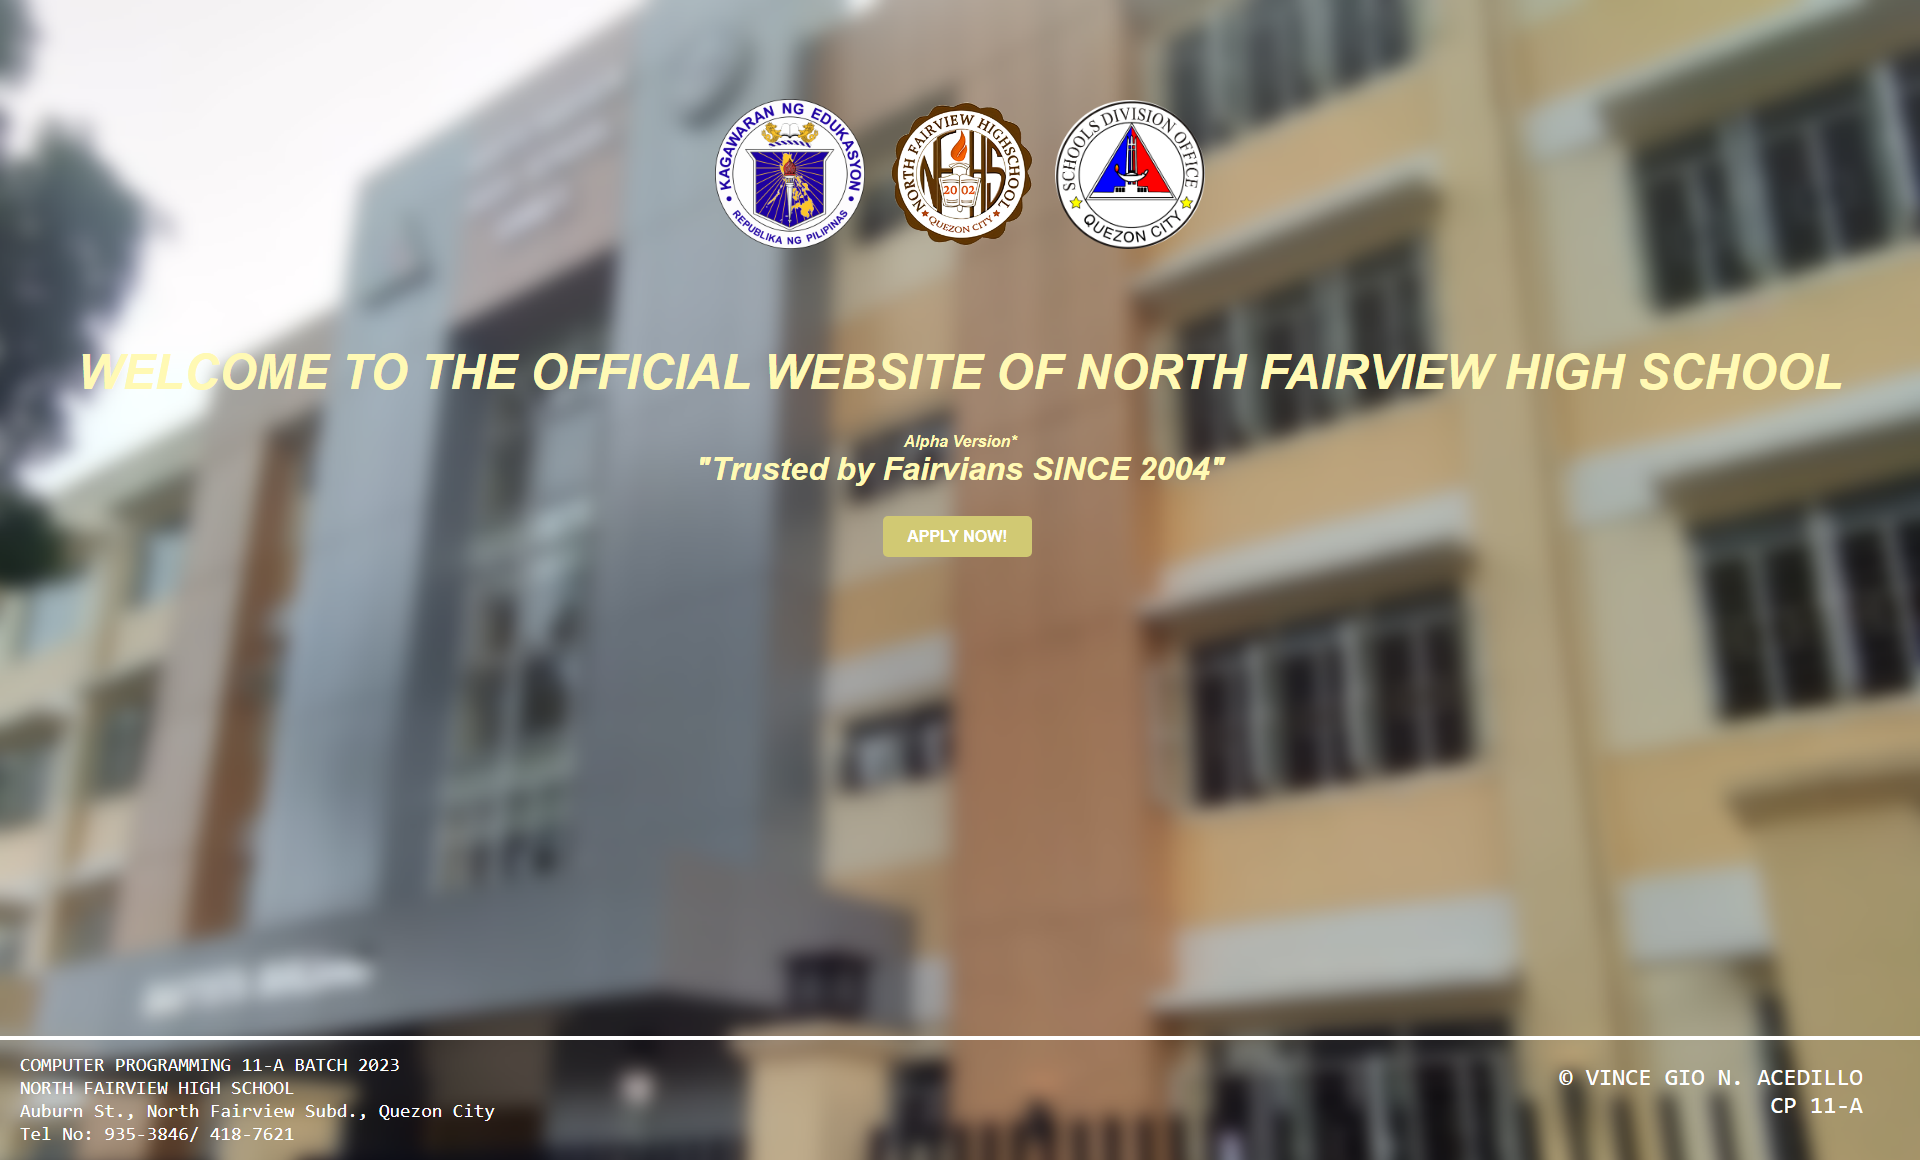 KAGAWARAN NG EDUKASYON
REPUBLIKA NG PILIPINAS
NORTH FAIRVIEW HIGHSCHOOL
NFHS
2002
QUEZON CITY
SCHOOLS DIVISION OFFICE
QUEZON CITY
WELCOME TO THE OFFICIAL WEBSITE OF NORTH FAIRVIEW HIGH SCHOOL
Alpha Version*
"Trusted by Fairvians SINCE 2004"
APPLY NOW!
COMPUTER PROGRAMMING 11-A BATCH 2023
NORTH FAIRVIEW HIGH SCHOOL
Auburn St., North Fairview Subd., Quezon City
Tel No: 935-3846/ 418-7621
© VINCE GIO N. ACEDILLO
CP 11-A